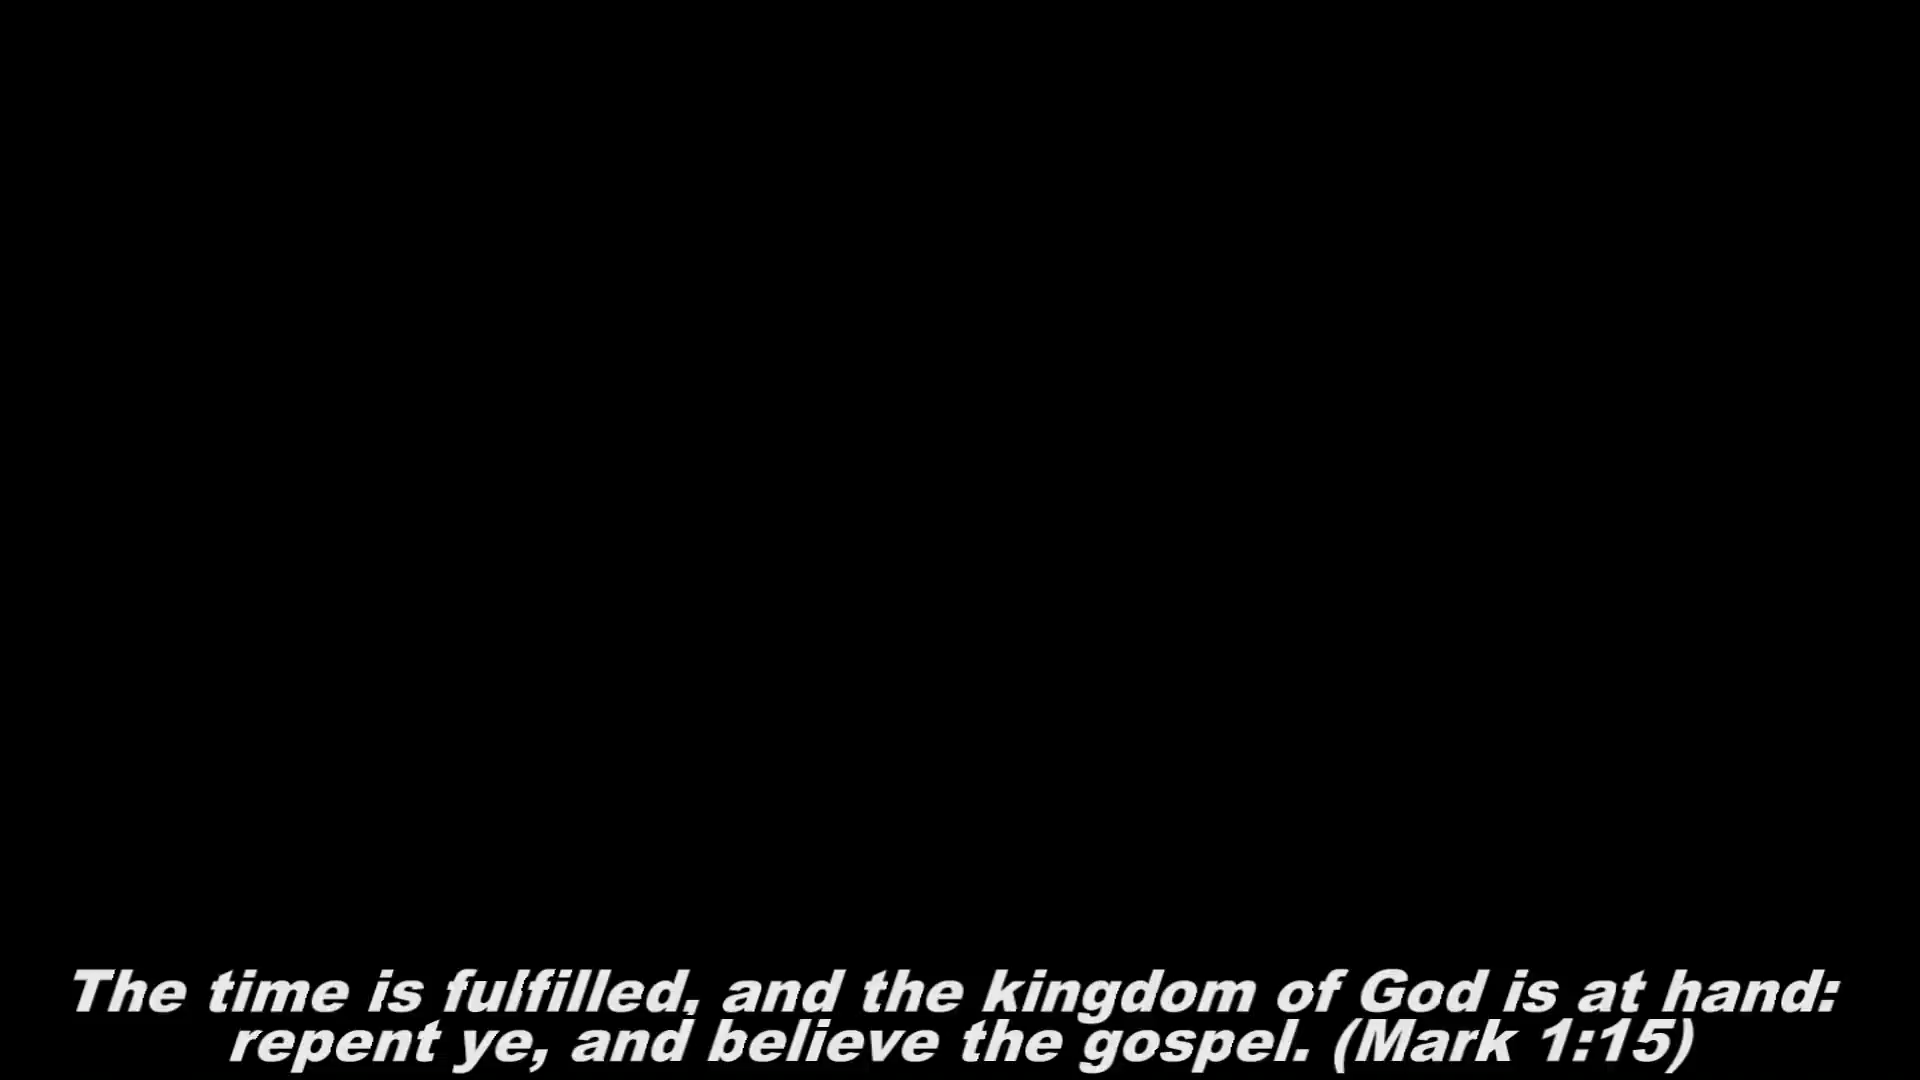 The time is fulfilled, and the kingdom of God is at hand:
repent ye, and believe the gospel. (Mark 1:15)